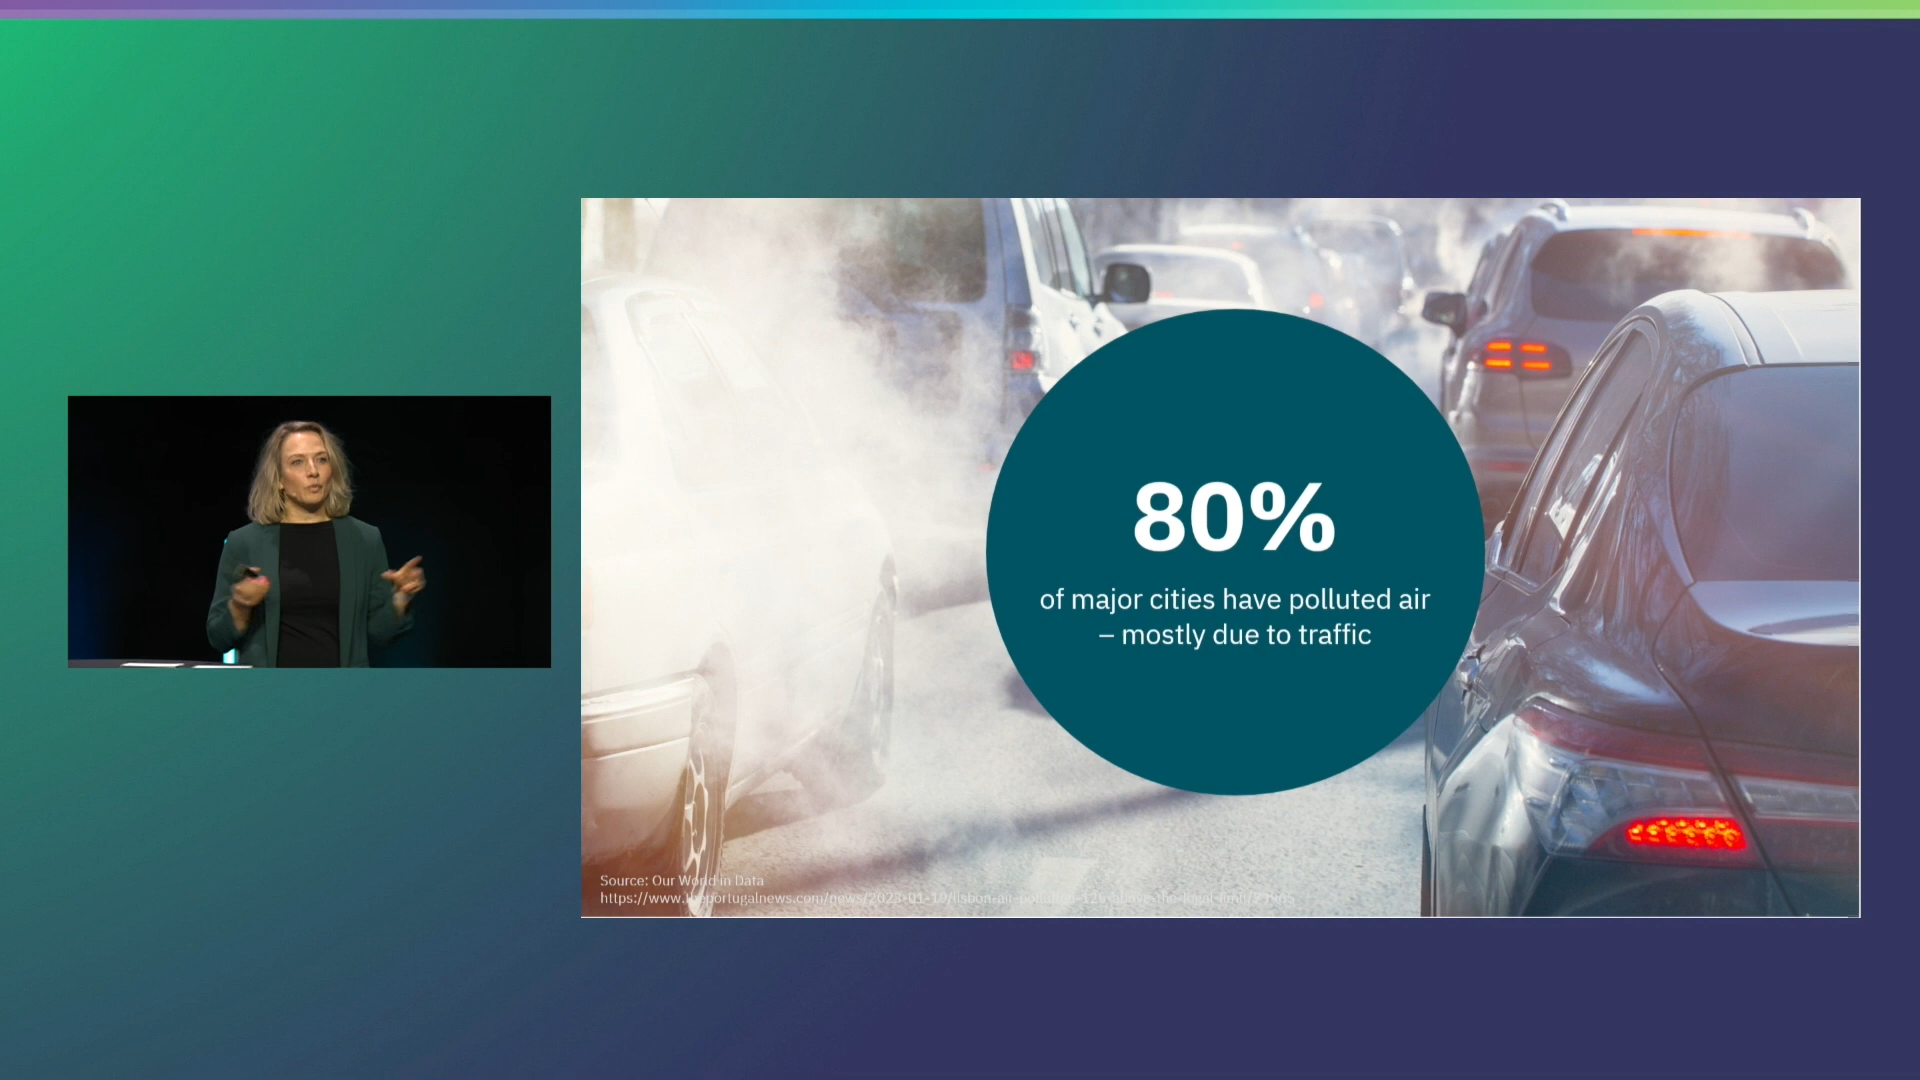 80%
of major cities have polluted air
– mostly due to traffic
Source: Our World in Data